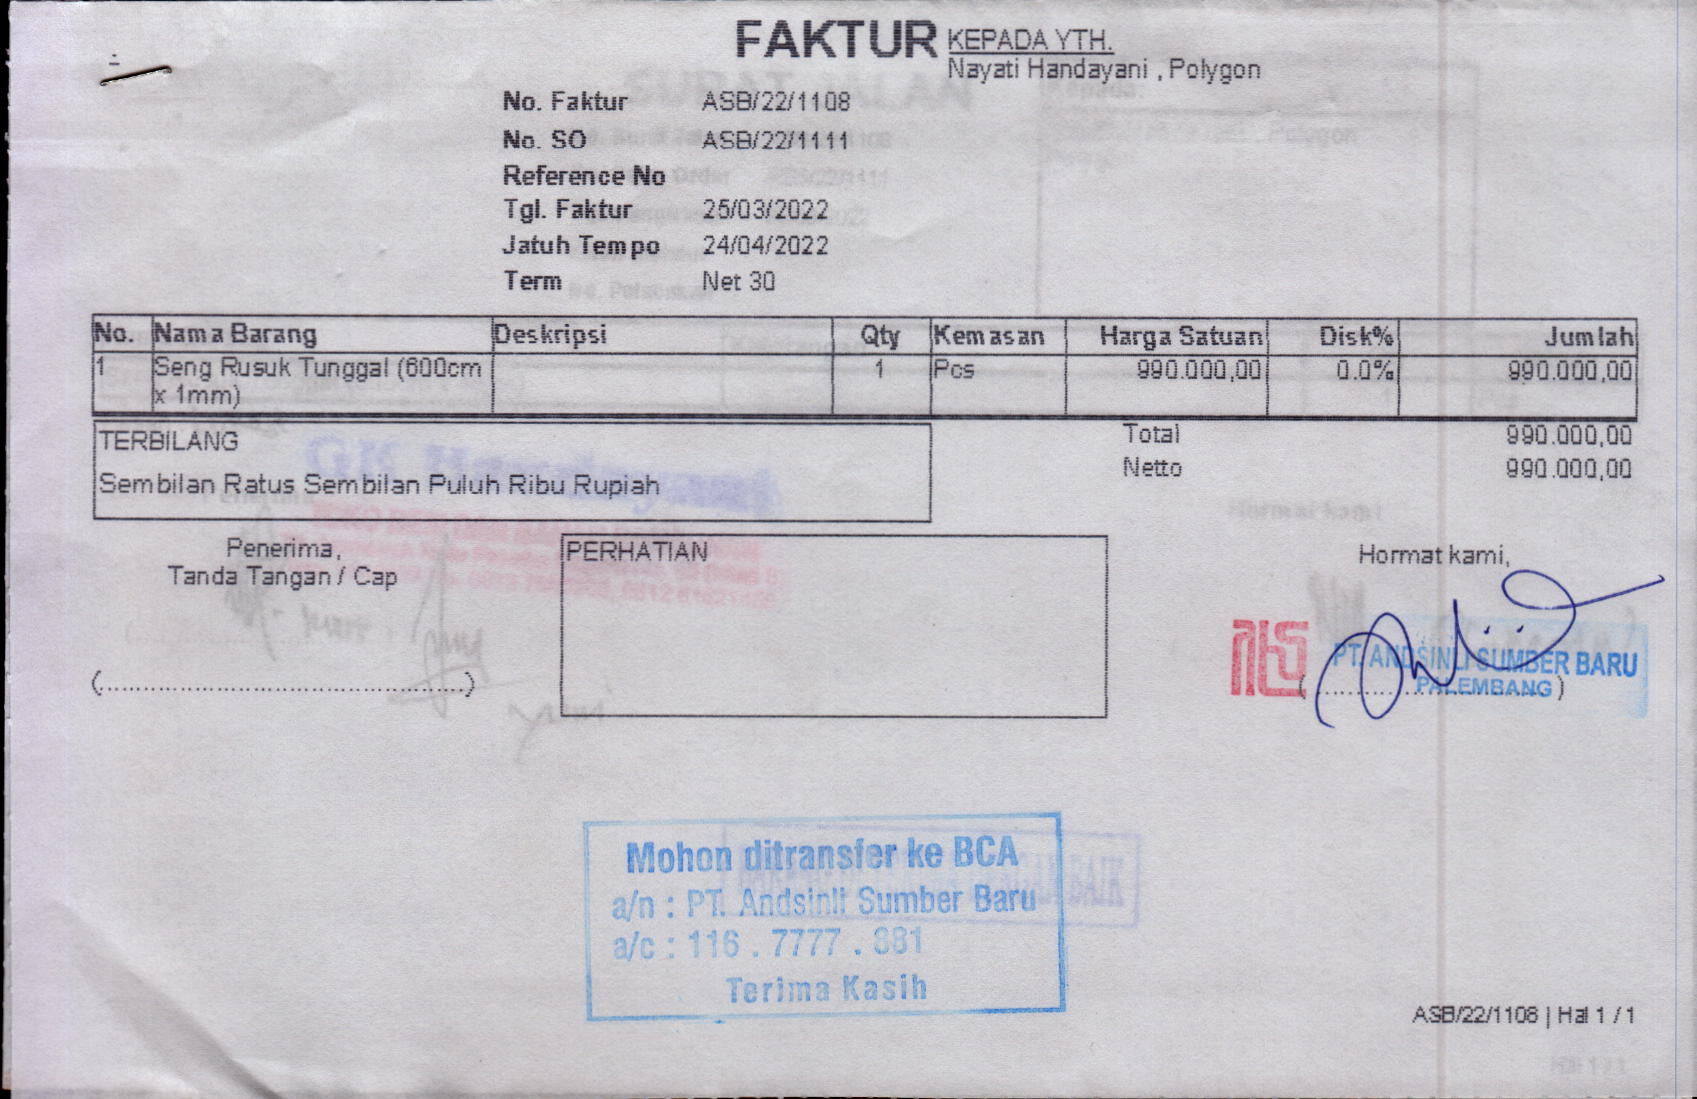 FAKTUR
KEPADA YTH.
Nayati Handayani , Polygon
No. Faktur ASB/22/1108
No. SO ASB/22/1111
Reference No
Tgl. Faktur 25/03/2022
Jatuh Tempo 24/04/2022
Term Net 30
No. Nama Barang Deskripsi Qty Kemasan Harga Satuan Disk% Jumlah
1 Seng Rusuk Tunggal (600cm 1 Pcs 990.000,00 0.0% 990.000,00
x 1mm)
TERBILANG
Sembilan Ratus Sembilan Puluh Ribu Rupiah
Total 990.000,00
Netto 990.000,00
Penerima,
Tanda Tangan / Cap
PERHATIAN
Hormat kami,
PT. ANDSINLI SUMBER BARU
PALEMBANG
Mohon ditransfer ke BCA
a/n : PT. Andsinli Sumber Baru
a/c : 116 . 7777 . 881
Terima Kasih
ASB/22/1108 | Hal 1 / 1